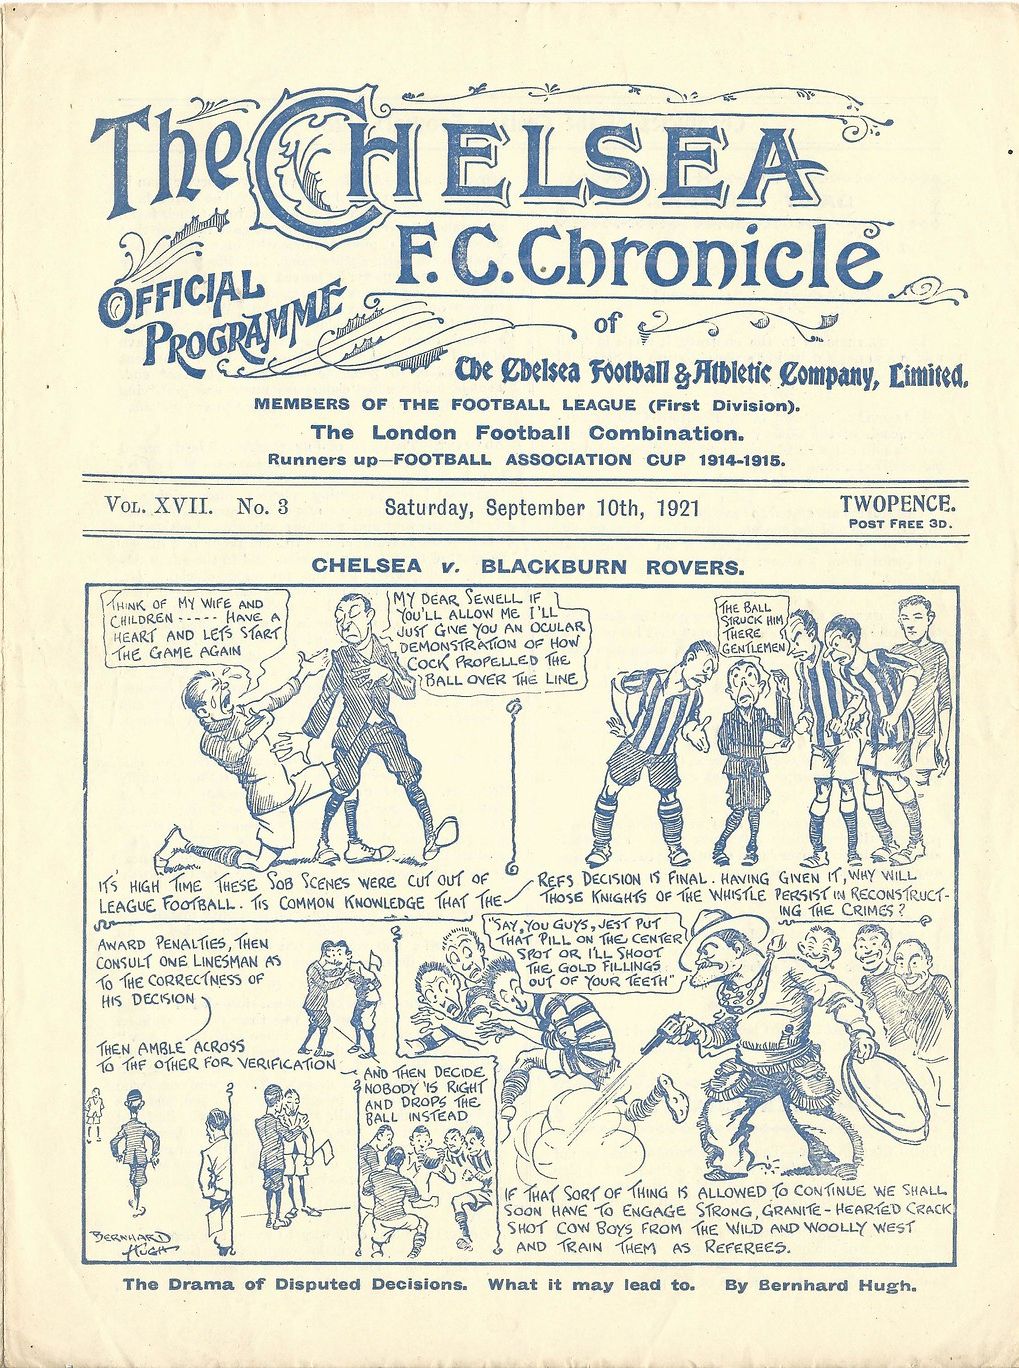 The CHELSEA
F.C. Chronicle
OFFICIAL
PROGRAMME
of
The Chelsea Football & Athletic Company, Limited.
MEMBERS OF THE FOOTBALL LEAGUE (First Division).
The London Football Combination.
Runners up—FOOTBALL ASSOCIATION CUP 1914-1915.
VOL. XVII. No. 3 Saturday, September 10th, 1921 TWOPENCE.
POST FREE 3D.
CHELSEA v. BLACKBURN ROVERS.
THINK OF MY WIFE AND
CHILDREN ----- HAVE A
HEART AND LETS START
THE GAME AGAIN
MY DEAR SEWELL IF
YOU'LL ALLOW ME I'LL
JUST GIVE YOU AN OCULAR
DEMONSTRATION OF HOW
COCK PROPELLED THE
BALL OVER THE LINE
THE BALL
STRUCK HIM
THERE
GENTLEMEN
IT'S HIGH TIME THESE SOB SCENES WERE CUT OUT OF
LEAGUE FOOTBALL. TIS COMMON KNOWLEDGE THAT THE
REFS DECISION IS FINAL. HAVING GIVEN IT, WHY WILL
THOSE KNIGHTS OF THE WHISTLE PERSIST IN RECONSTRUCT-
ING THE CRIMES?
AWARD PENALTIES, THEN
CONSULT ONE LINESMAN AS
TO THE CORRECTNESS OF
HIS DECISION
THEN AMBLE ACROSS
TO THE OTHER FOR VERIFICATION
AND THEN DECIDE
NOBODY 'IS RIGHT
AND DROPS THE
BALL INSTEAD
"SAY, YOU GUYS, JEST PUT
THAT PILL ON THE CENTER
SPOT OR I'LL SHOOT
THE GOLD FILLINGS
OUT OF YOUR TEETH"
IF THAT SORT OF THING IS ALLOWED TO CONTINUE WE SHALL
SOON HAVE TO ENGAGE STRONG, GRANITE-HEARTED CRACK
SHOT COW BOYS FROM THE WILD AND WOOLLY WEST
AND TRAIN THEM AS REFEREES.
BERNHARD
HUGH
The Drama of Disputed Decisions. What it may lead to. By Bernhard Hugh.